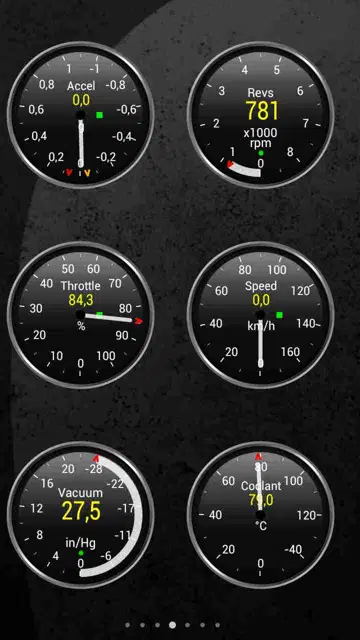 1 -1
0,8 Accel -0,8
0,0
0,6 -0,6
0,4 -0,4
0,2 -0,2
0
4 5
3 Revs 6
781
2 x1000 7
rpm
1 0 8
50 60
40 Throttle 70
84,3
30 80
20 % 90
10 100
0
80 100
60 Speed 120
0,0
40 km/h 140
20 160
0
20 -28
16 -22
Vacuum
12 27,5 -17
8 in/Hg -11
4 -6
0
80
60 100
Coolant
79,0
40 120
°C
20 -40
0